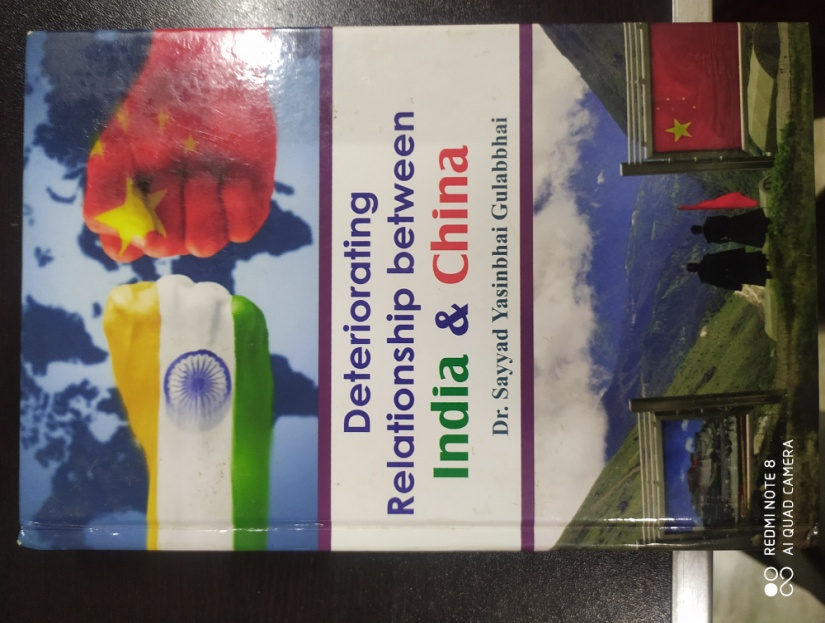 Deteriorating
Relationship between
India & China
Dr. Sayyad Yasinbhai Gulabbhai
REDMI NOTE 8
AI QUAD CAMERA